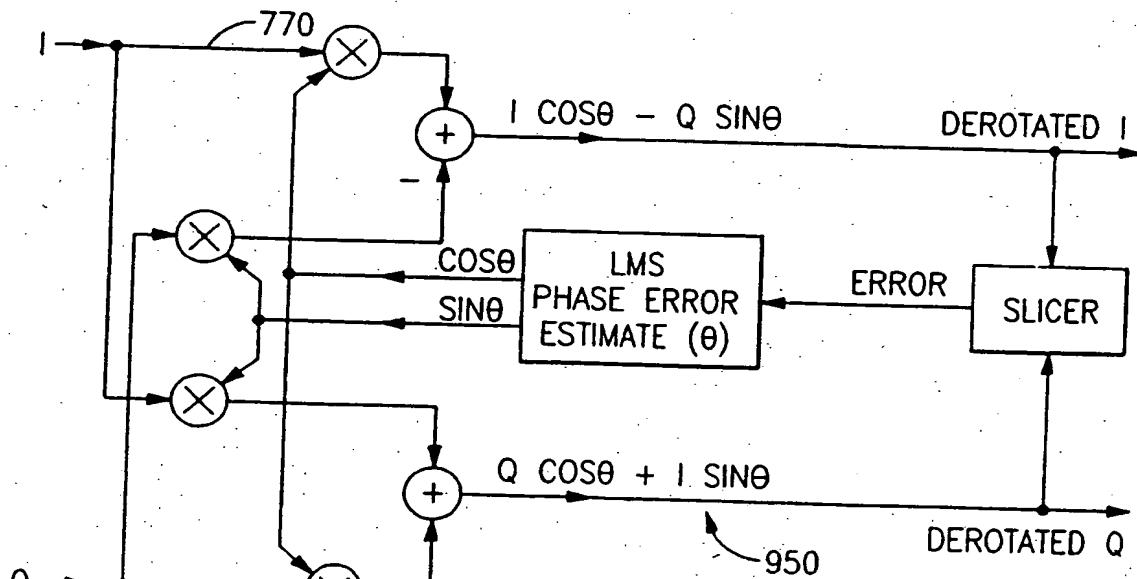 770
I
I COSθ - Q SINθ
DEROTATED I
-
COSθ
SINθ
LMS
PHASE ERROR
ESTIMATE (θ)
ERROR
SLICER
Q COSθ + I SINθ
DEROTATED Q
950